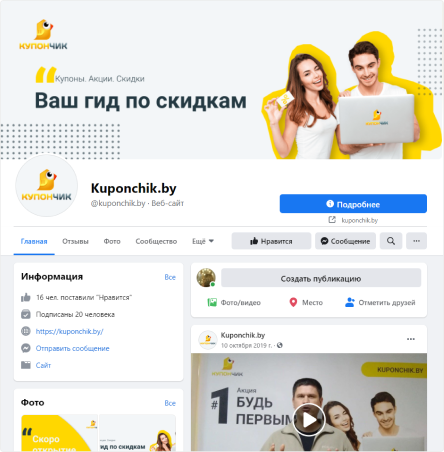 КУПОНЧИК
Купоны. Акции. Скидки
Ваш гид по скидкам
КУПОНЧИК
Kuponchik.by
@kuponchik.by · Веб-сайт
Подробнее
kuponchik.by
Главная Отзывы Фото Сообщество Ещё
Нравится Сообщение
Информация Все
16 чел. поставили "Нравится"
Подписаны 20 человека
https://kuponchik.by/
Отправить сообщение
Сайт
Фото Все
КУПОНЧИК
Скоро
открытие
Создать публикацию
Фото/видео Место Отметить друзей
Kuponchik.by
10 октября 2019 г. ·
KUPONCHIK.BY
#1 Акция
БУДЬ
ПЕРВЫМ